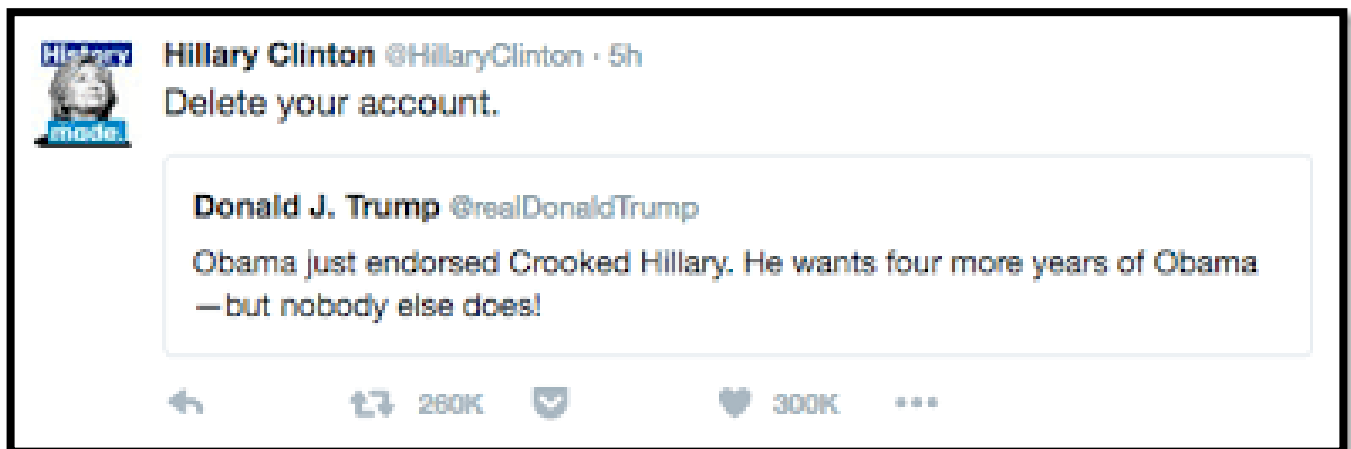 History
made.
Hillary Clinton @HillaryClinton · 5h
Delete your account.
Donald J. Trump @realDonaldTrump
Obama just endorsed Crooked Hillary. He wants four more years of Obama
—but nobody else does!
260K 300K